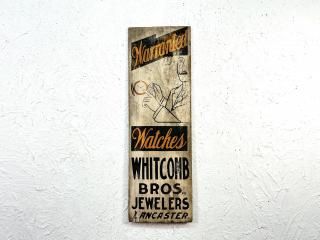 Warranted
Watches
WHITCOMB
BROS.
JEWELERS
LANCASTER